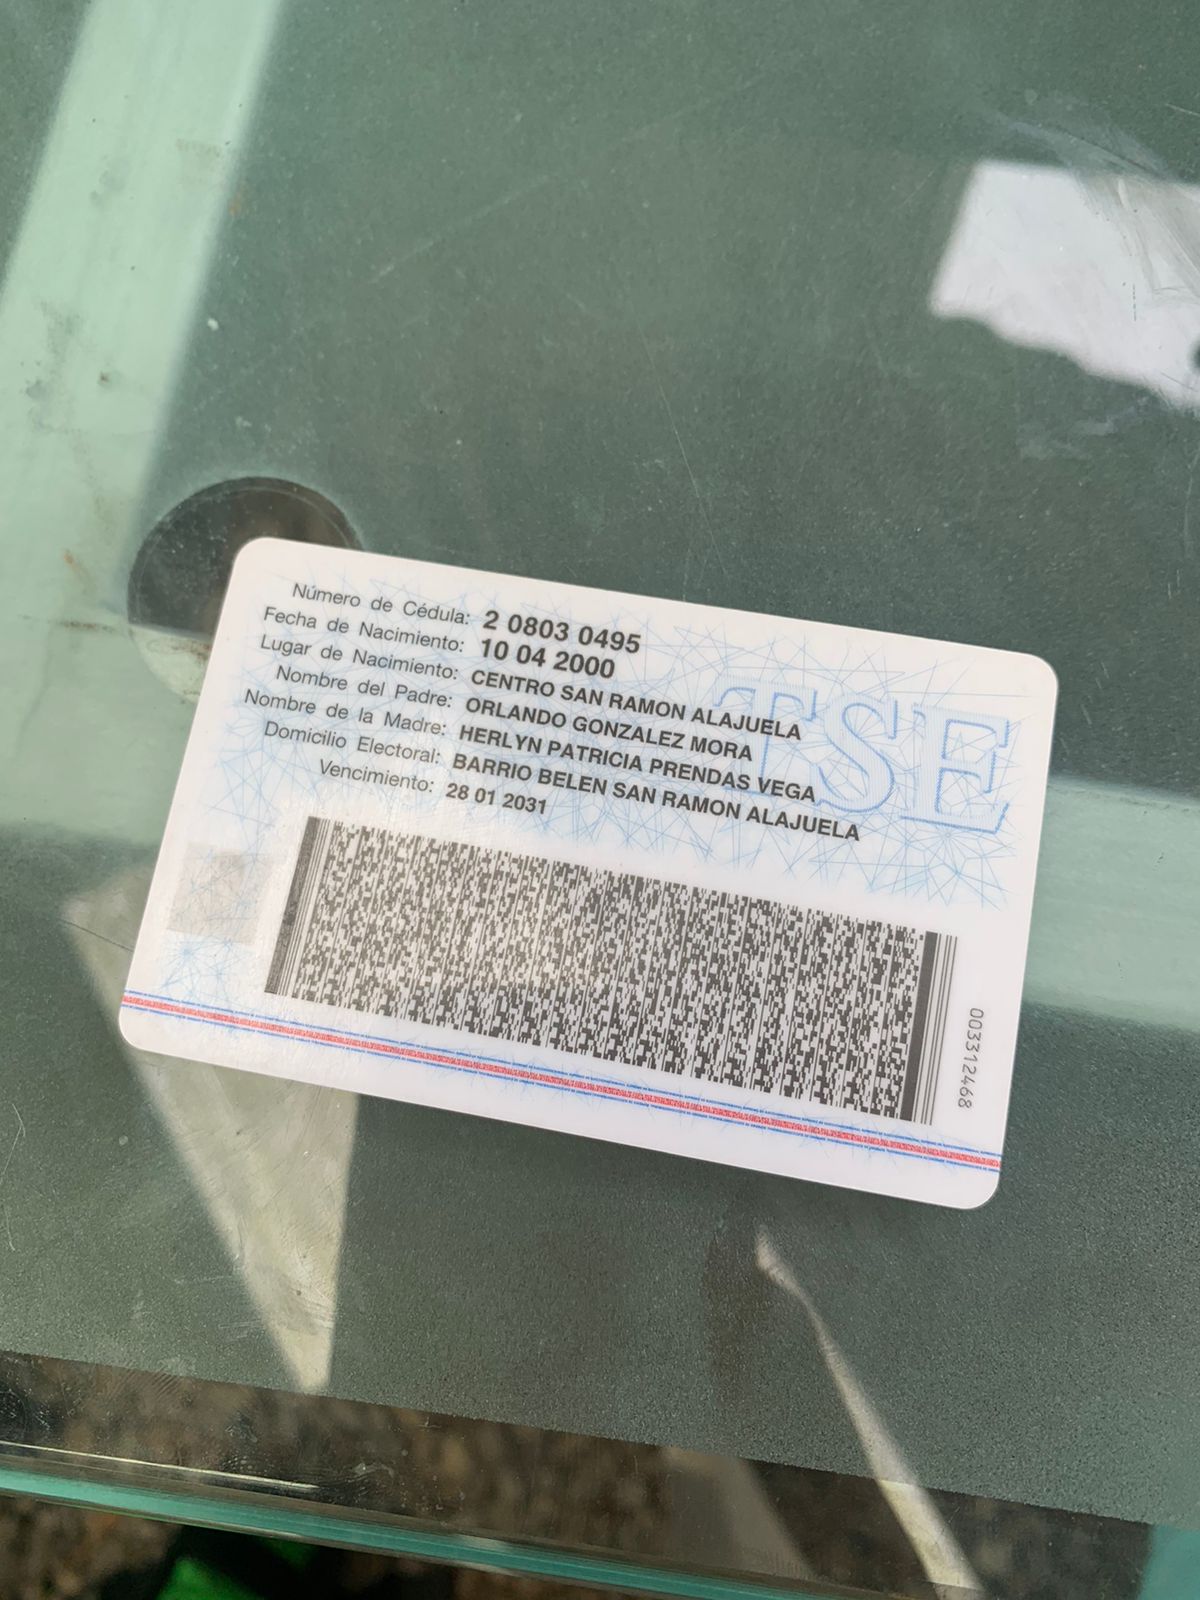 Número de Cédula: 2 0803 0495
Fecha de Nacimiento: 10 04 2000
Lugar de Nacimiento: CENTRO SAN RAMON ALAJUELA
Nombre del Padre: ORLANDO GONZALEZ MORA
Nombre de la Madre: HERLYN PATRICIA PRENDAS VEGA
Domicilio Electoral: BARRIO BELEN SAN RAMON ALAJUELA
Vencimiento: 28 01 2031
TSE
003312468